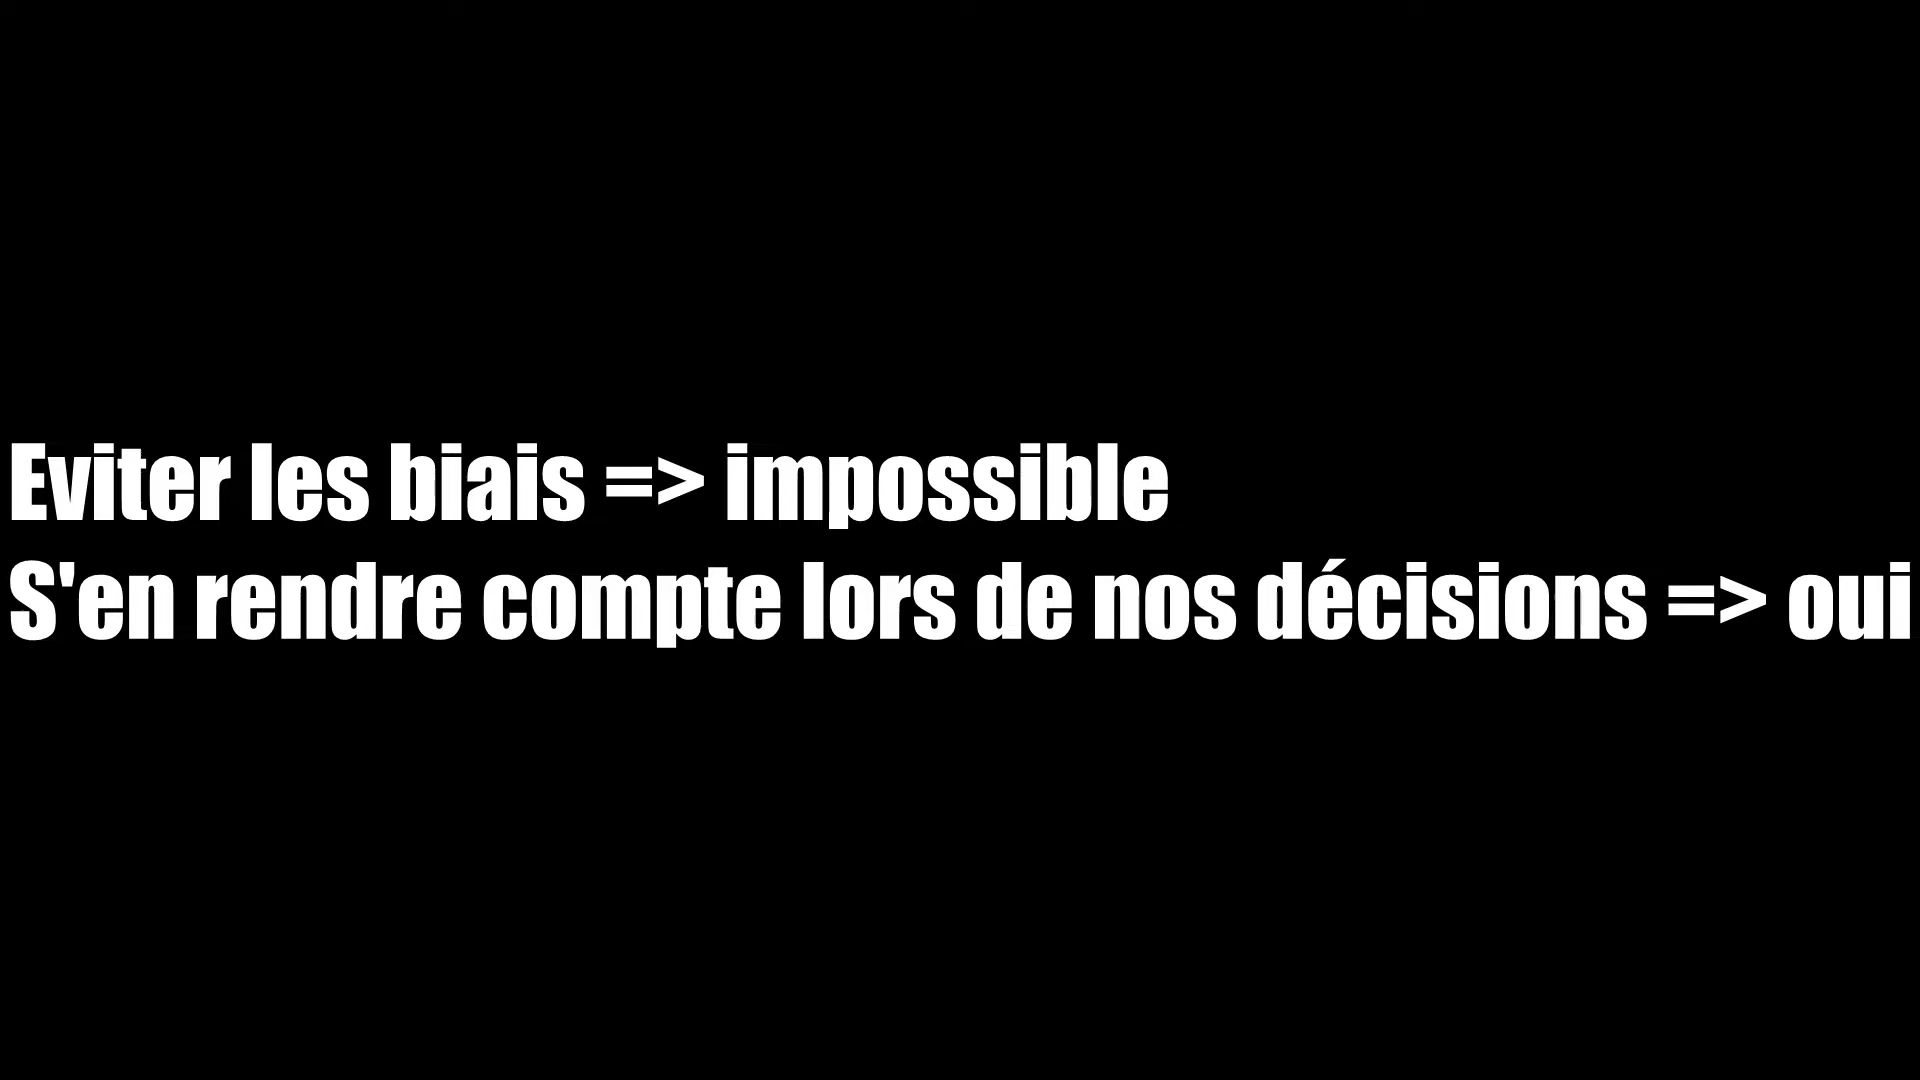 Eviter les biais => impossible
S'en rendre compte lors de nos décisions => oui